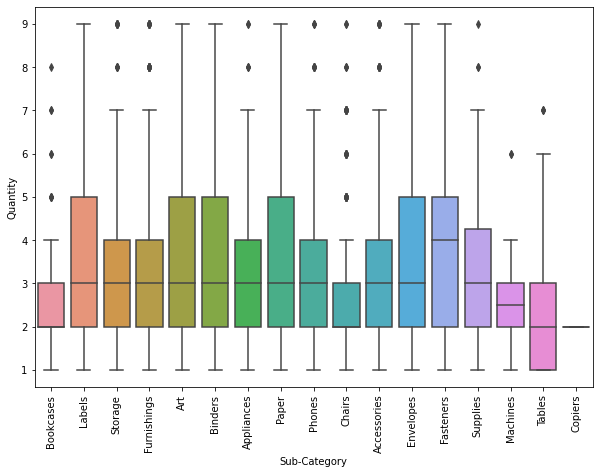 9
8
7
6
5
4
3
2
1
Quantity
Bookcases
Labels
Storage
Furnishings
Art
Binders
Appliances
Paper
Phones
Chairs
Accessories
Envelopes
Fasteners
Supplies
Machines
Tables
Copiers
Sub-Category